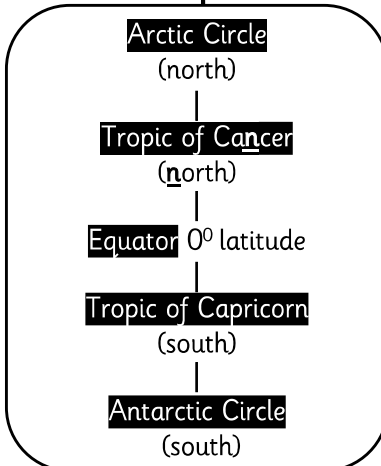 Arctic Circle
(north)
Tropic of Cancer
(north)
Equator 0⁰ latitude
Tropic of Capricorn
(south)
Antarctic Circle
(south)